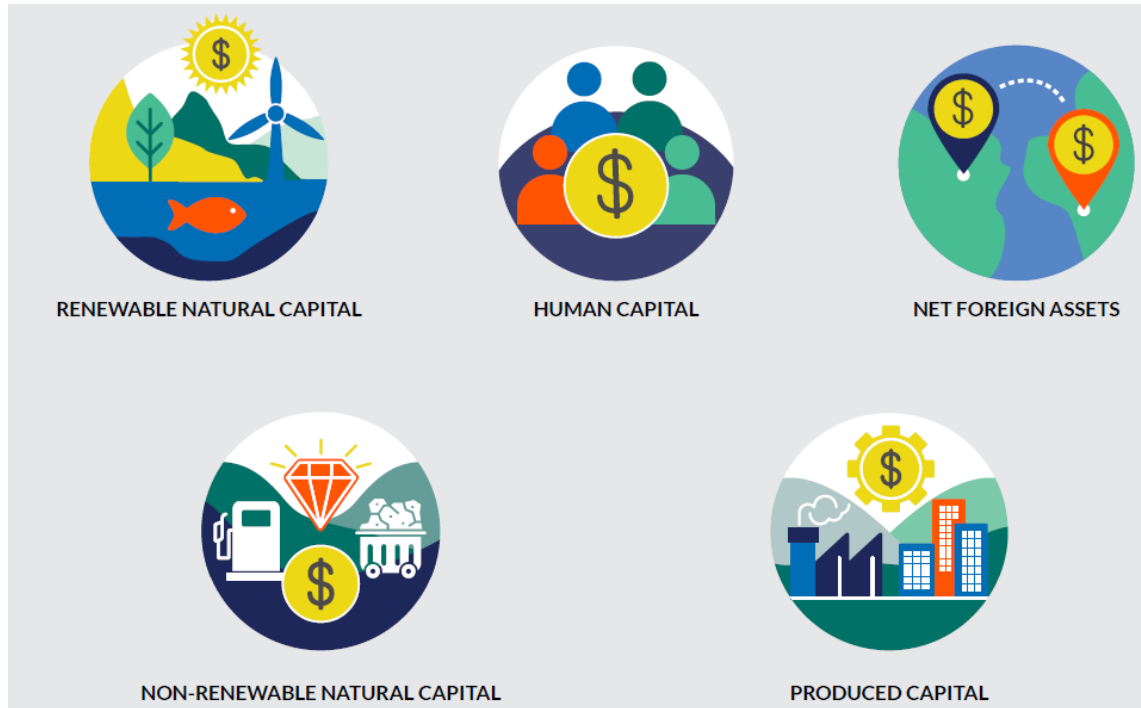 $
RENEWABLE NATURAL CAPITAL
$
HUMAN CAPITAL
$
$
NET FOREIGN ASSETS
$
NON-RENEWABLE NATURAL CAPITAL
$
PRODUCED CAPITAL